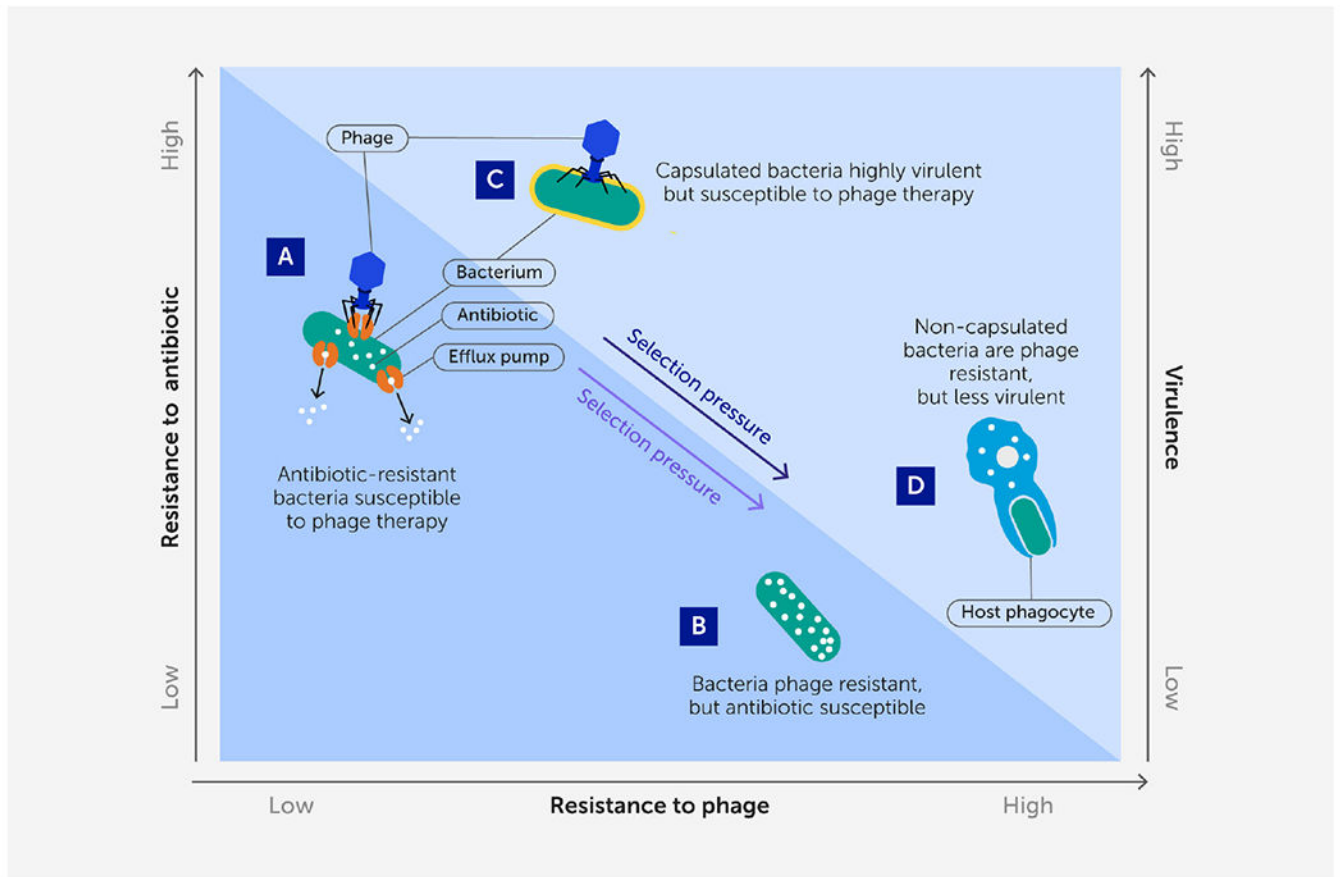 High
Resistance to antibiotic
Low
Phage
C
Capsulated bacteria highly virulent
but susceptible to phage therapy
A
Bacterium
Antibiotic
Efflux pump
Antibiotic-resistant
bacteria susceptible
to phage therapy
Selection pressure
Selection pressure
Non-capsulated
bacteria are phage
resistant,
but less virulent
D
Host phagocyte
B
Bacteria phage resistant,
but antibiotic susceptible
High
Virulence
Low
Low
Resistance to phage
High